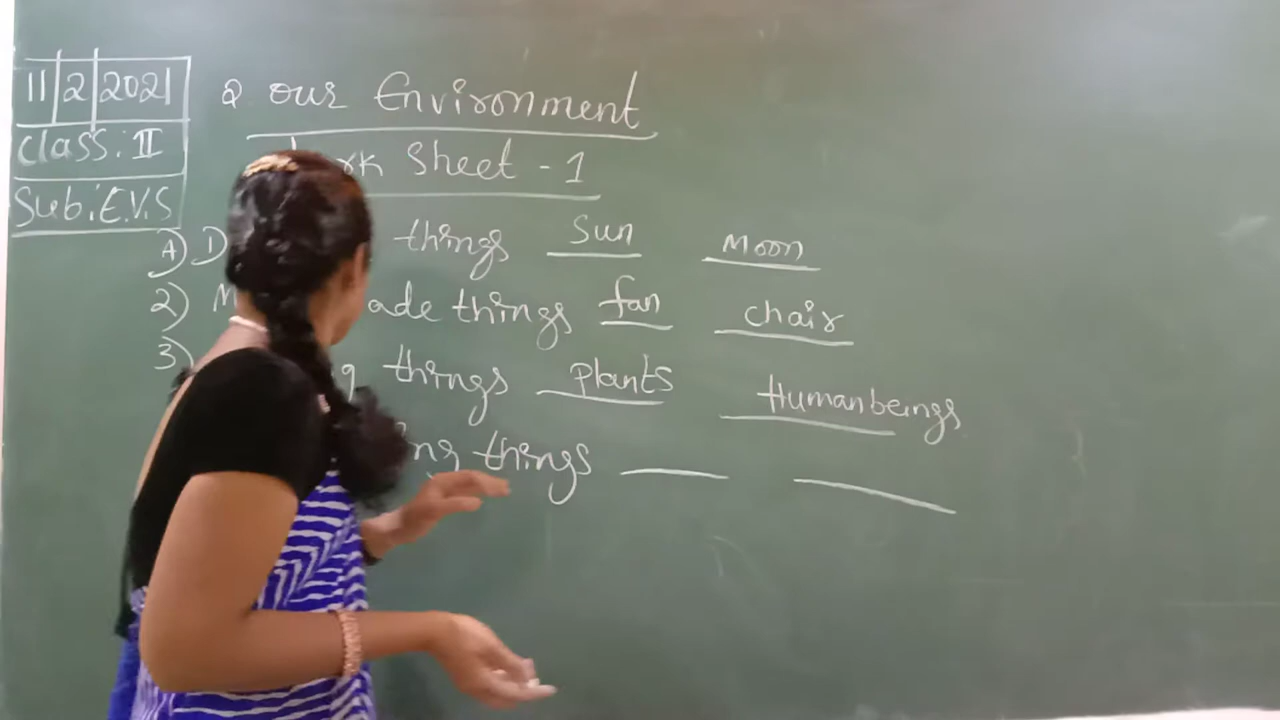 11 2 2021
Class: II
Sub: E.V.S
2 our Environment
Sheet - 1
A) things Sun Moon
2) things fan chair
3) things Plants Humanbeings
things